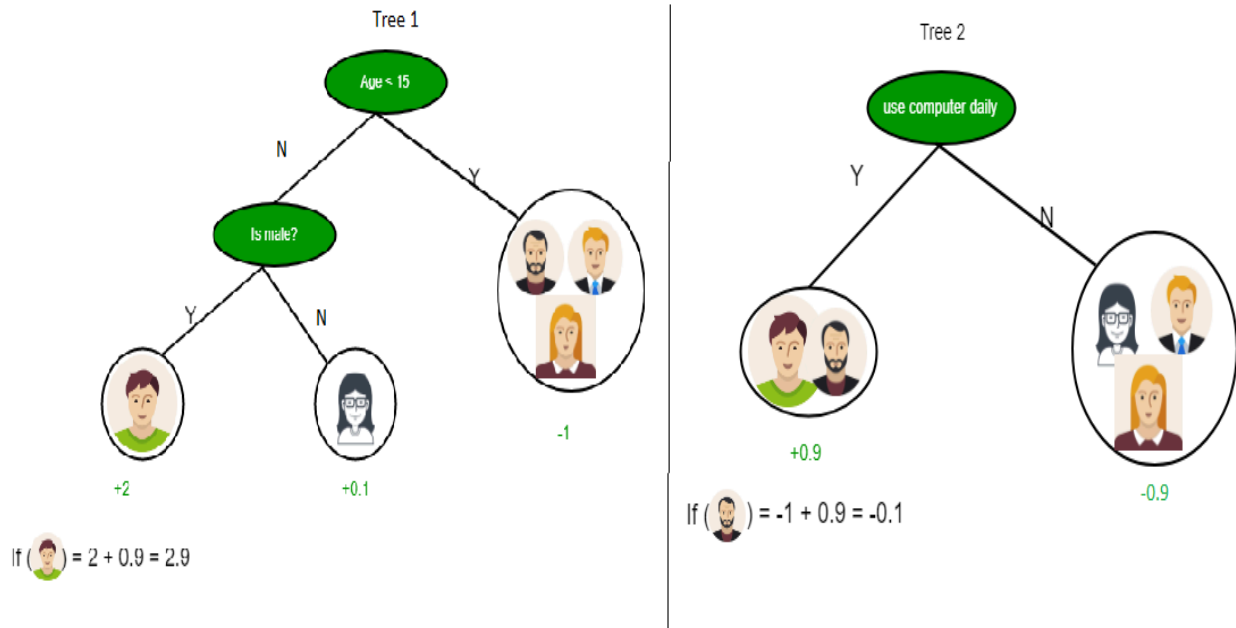 Tree 1
Age < 15
N
Y
Is male?
Y
N
-1
+2
+0.1
If ( ) = 2 + 0.9 = 2.9
Tree 2
use computer daily
Y
N
+0.9
-0.9
If ( ) = -1 + 0.9 = -0.1